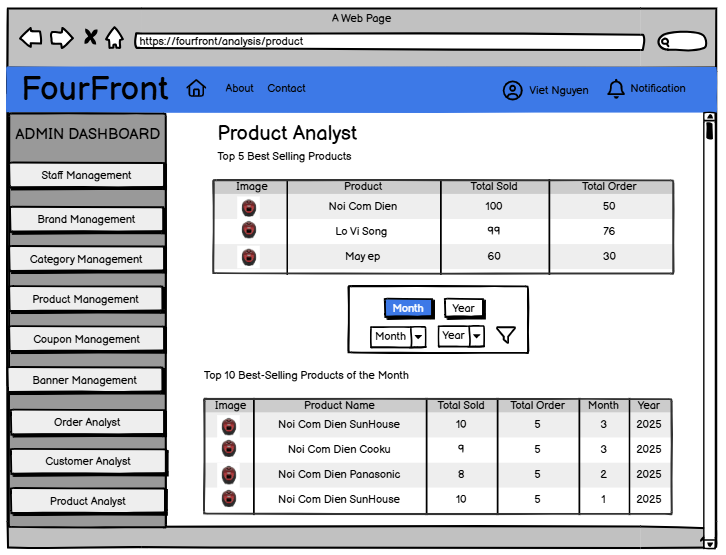 A Web Page
https://fourfront/analysis/product
FourFront
About
Contact
Viet Nguyen
Notification
ADMIN DASHBOARD
Staff Management
Brand Management
Category Management
Product Management
Coupon Management
Banner Management
Order Analyst
Customer Analyst
Product Analyst
Product Analyst
Top 5 Best Selling Products
Image Product Total Sold Total Order
Noi Com Dien 100 50
Lo Vi Song 99 76
May ep 60 30
Month Year
Month Year
Top 10 Best-Selling Products of the Month
Image Product Name Total Sold Total Order Month Year
Noi Com Dien SunHouse 10 5 3 2025
Noi Com Dien Cooku 9 5 3 2025
Noi Com Dien Panasonic 8 5 2 2025
Noi Com Dien SunHouse 10 5 1 2025